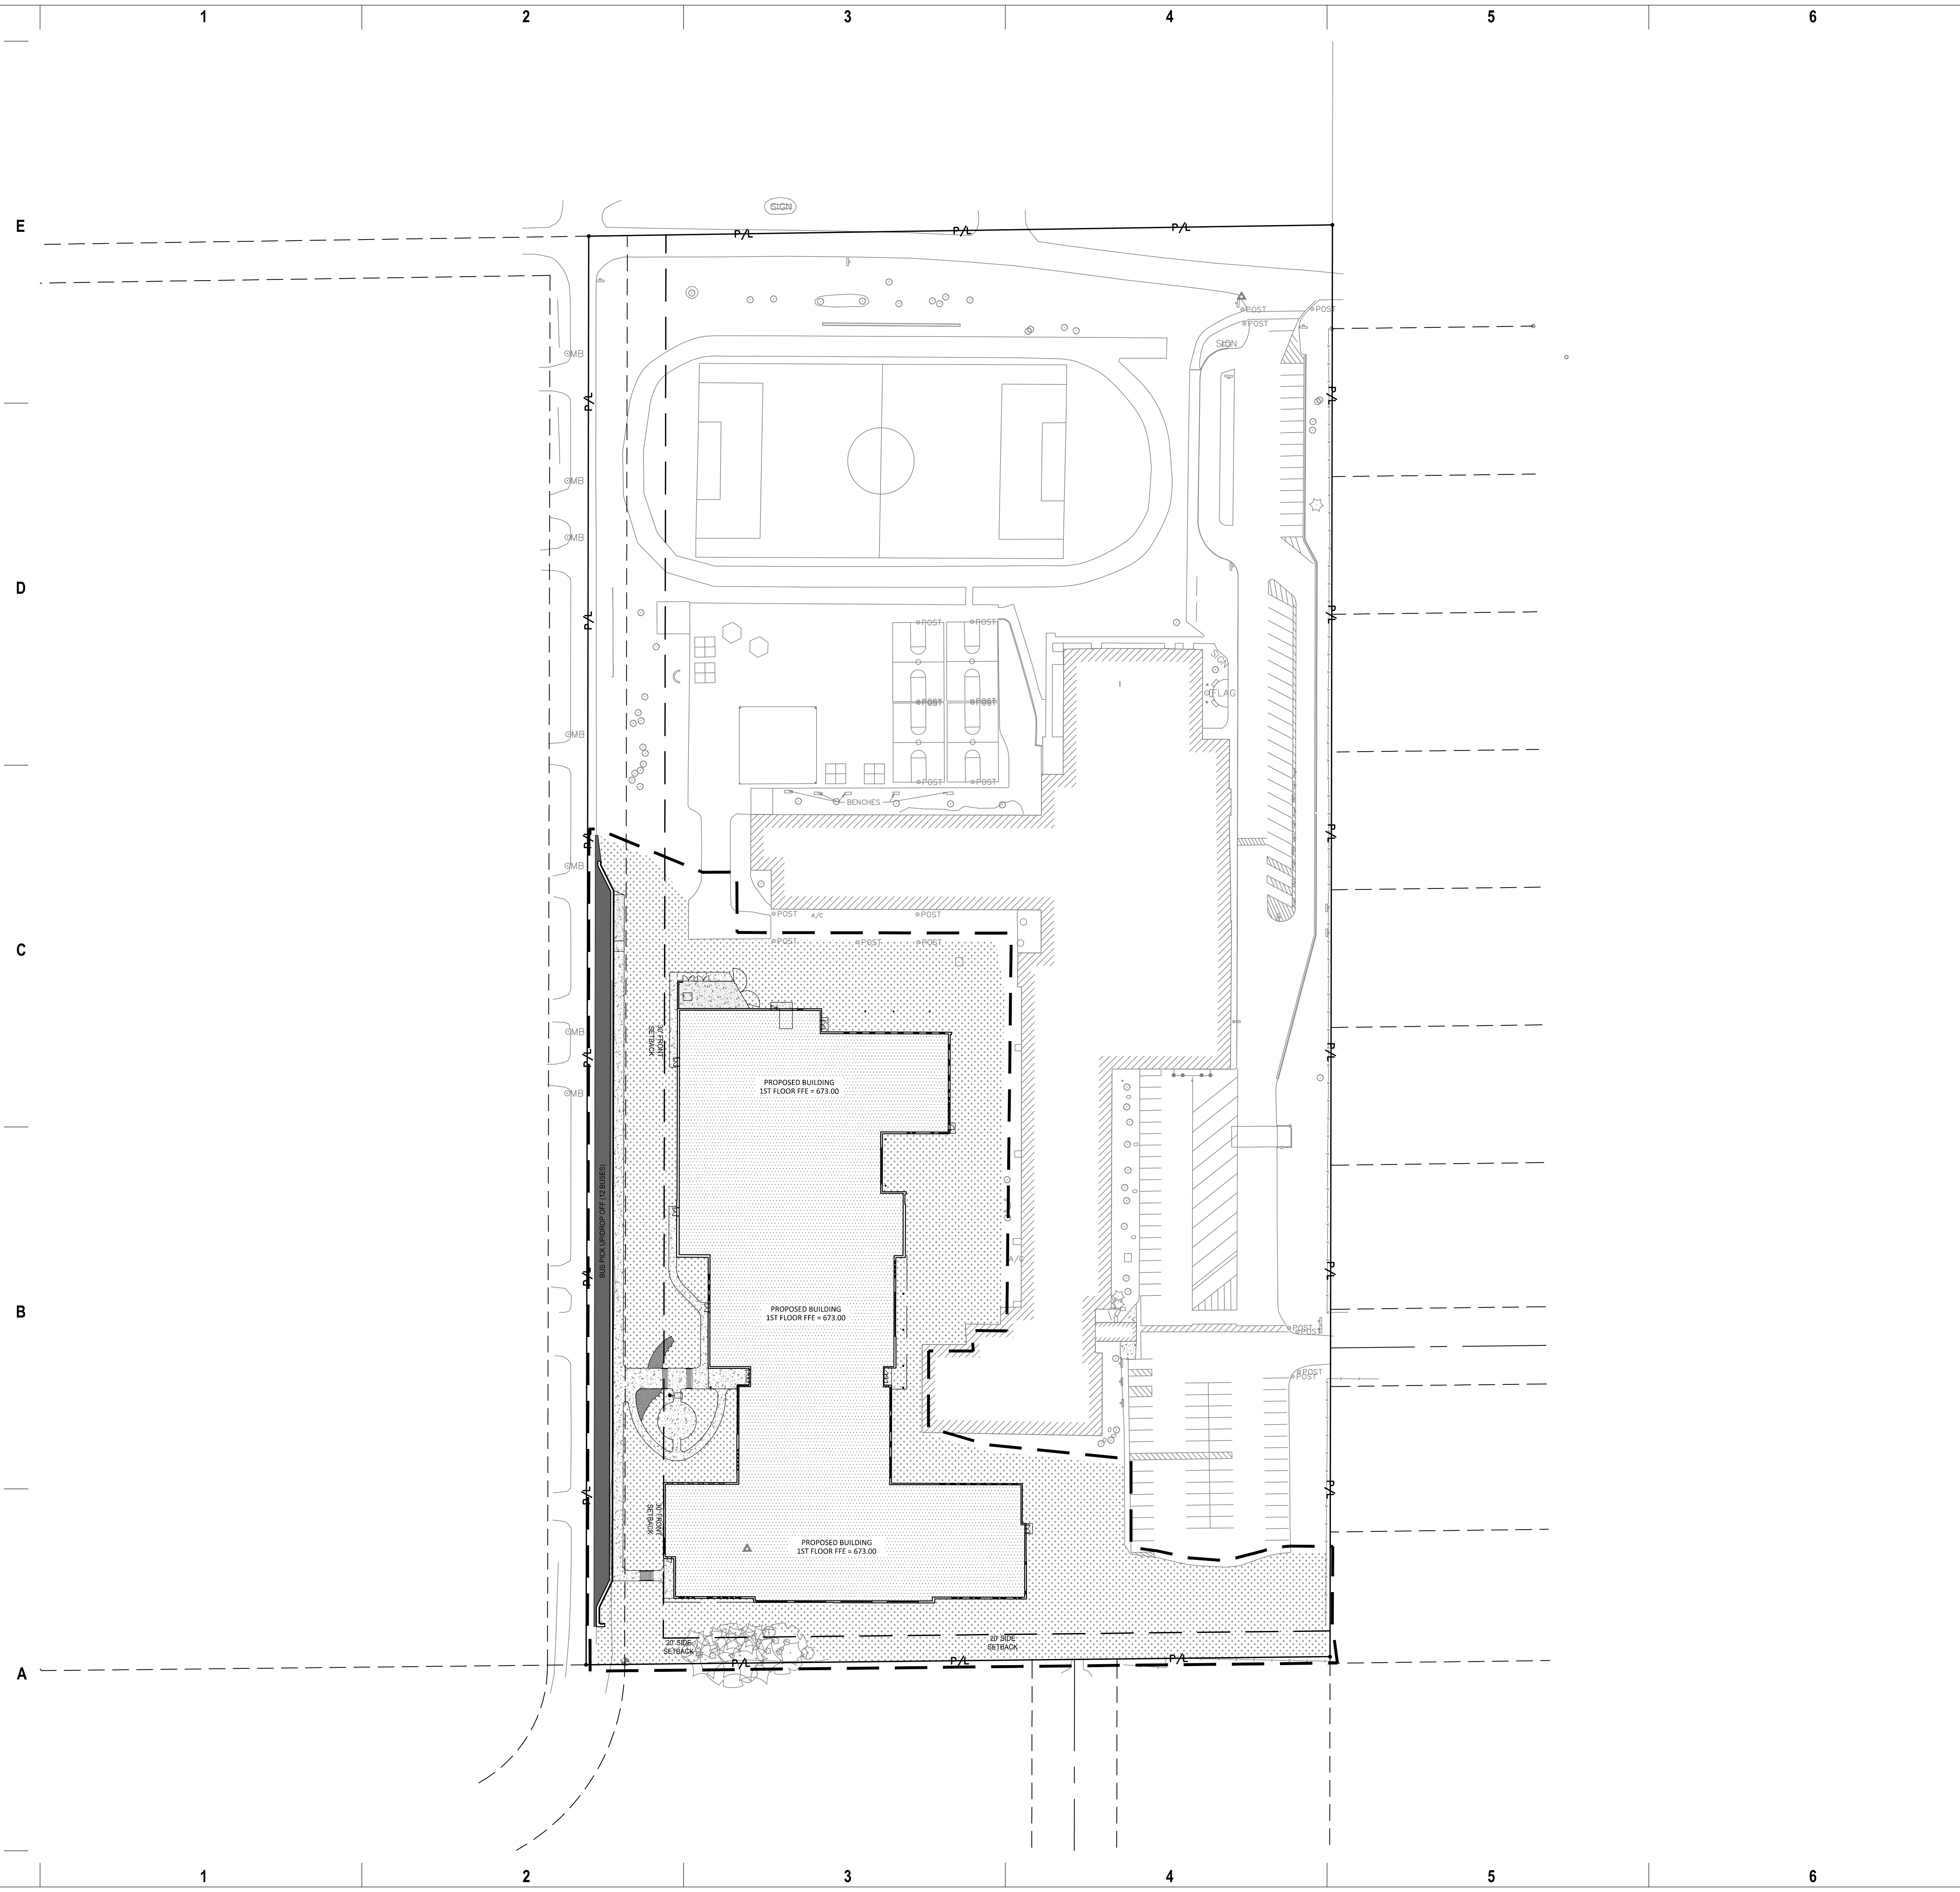 1 2 3 4 5 6
E
SIGN
P/L P/L P/L
POST POST
POST
SIGN
MB
P/L P/L
MB
MB
D
P/L P/L
POST POST
SIGN
FLAG
POST POST
MB
POST POST
BENCHES
P/L P/L
MB
POST A/C POST
POST POST POST
C
30' FRONT
SETBACK
MB
P/L P/L
PROPOSED BUILDING
1ST FLOOR FFE = 673.00
MB
BUS PICK UP/DROP OFF (12 BUSES)
A/C
P/L P/L
B
PROPOSED BUILDING
1ST FLOOR FFE = 673.00
POST
POST
POST
POST
P/L P/L
30' FRONT
SETBACK
PROPOSED BUILDING
1ST FLOOR FFE = 673.00
20' SIDE
SETBACK
20' SIDE
SETBACK
P/L P/L P/L
A
1 2 3 4 5 6